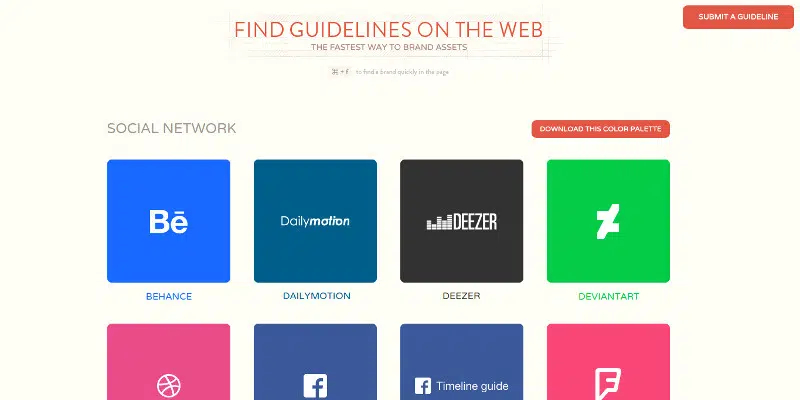 SUBMIT A GUIDELINE
FIND GUIDELINES ON THE WEB
THE FASTEST WAY TO BRAND ASSETS
⌘ + f to find a brand quickly in the page
SOCIAL NETWORK
DOWNLOAD THIS COLOR PALETTE
Bē
Dailymotion
DEEZER
BEHANCE
DAILYMOTION
DEEZER
DEVIANTART
Timeline guide